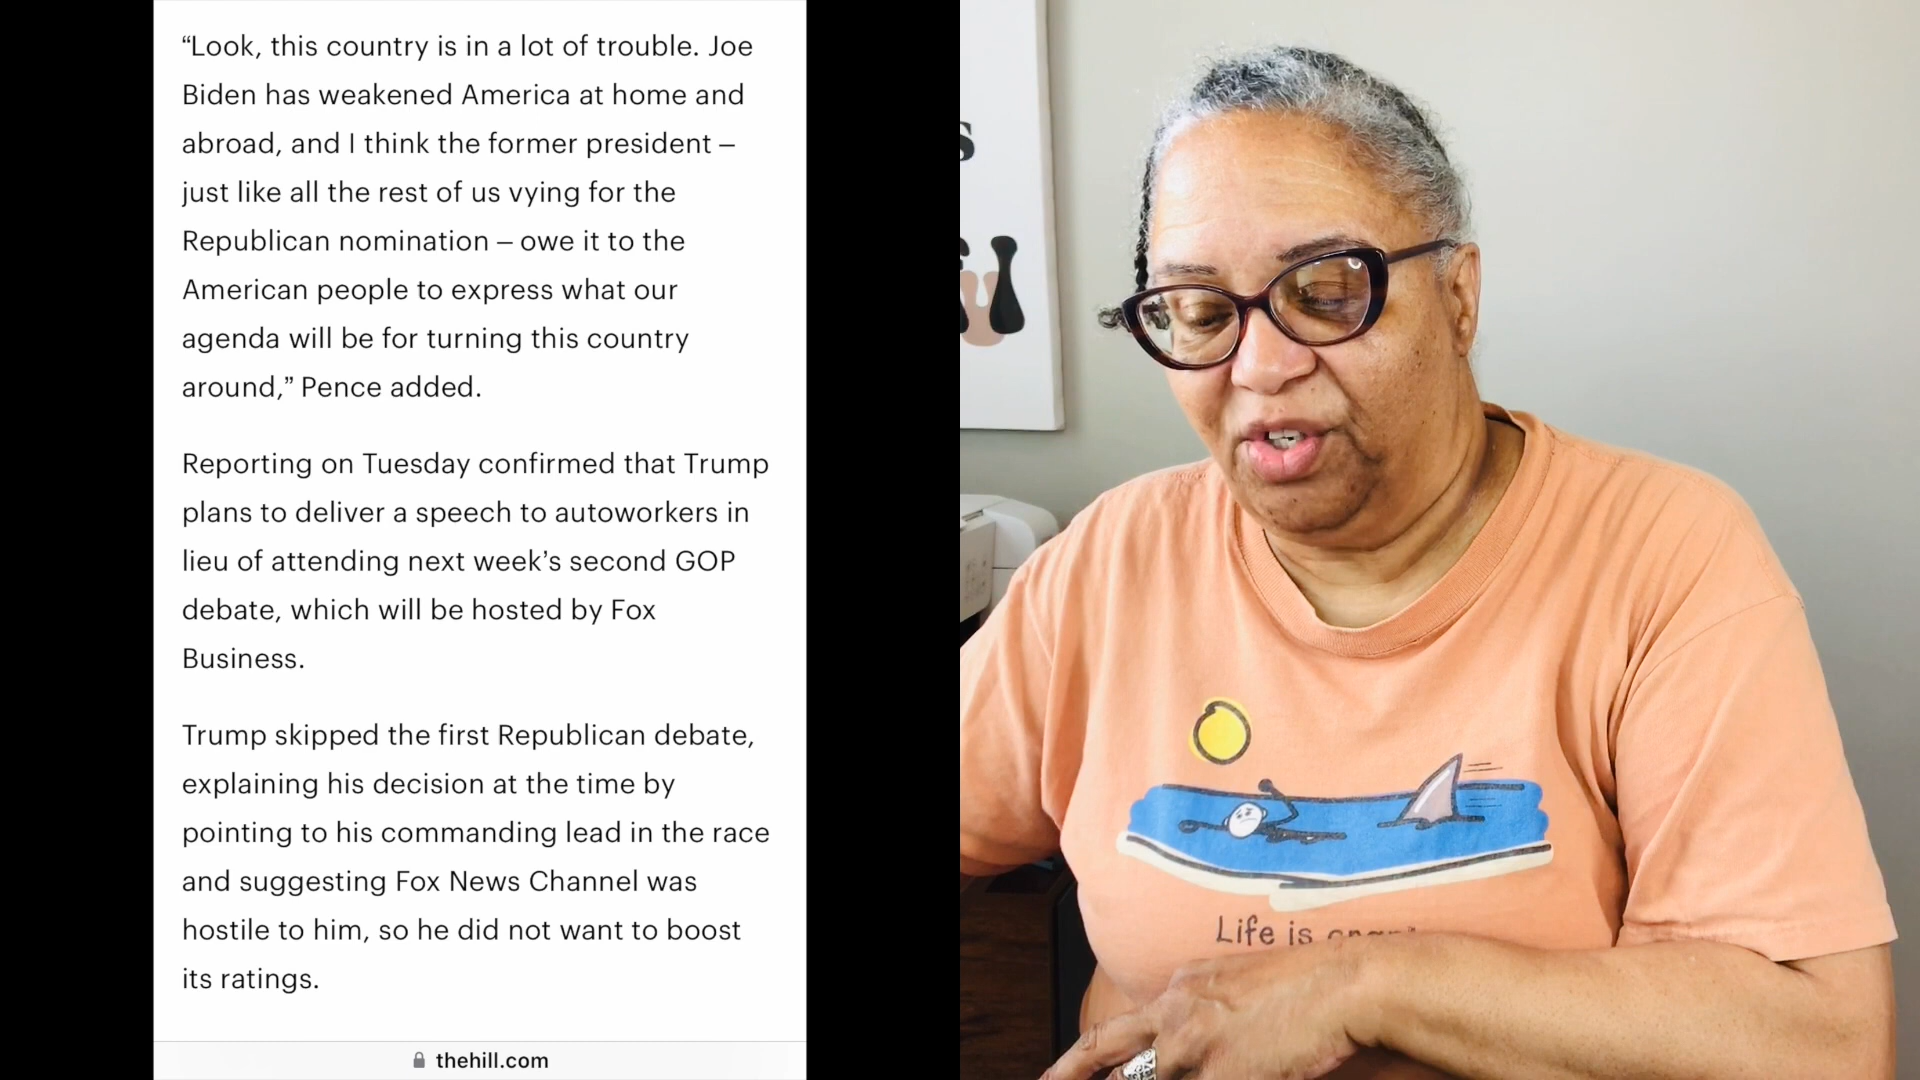 “Look, this country is in a lot of trouble. Joe
Biden has weakened America at home and
abroad, and I think the former president –
just like all the rest of us vying for the
Republican nomination – owe it to the
American people to express what our
agenda will be for turning this country
around,” Pence added.
Reporting on Tuesday confirmed that Trump
plans to deliver a speech to autoworkers in
lieu of attending next week’s second GOP
debate, which will be hosted by Fox
Business.
Trump skipped the first Republican debate,
explaining his decision at the time by
pointing to his commanding lead in the race
and suggesting Fox News Channel was
hostile to him, so he did not want to boost
its ratings.
thehill.com
Life is